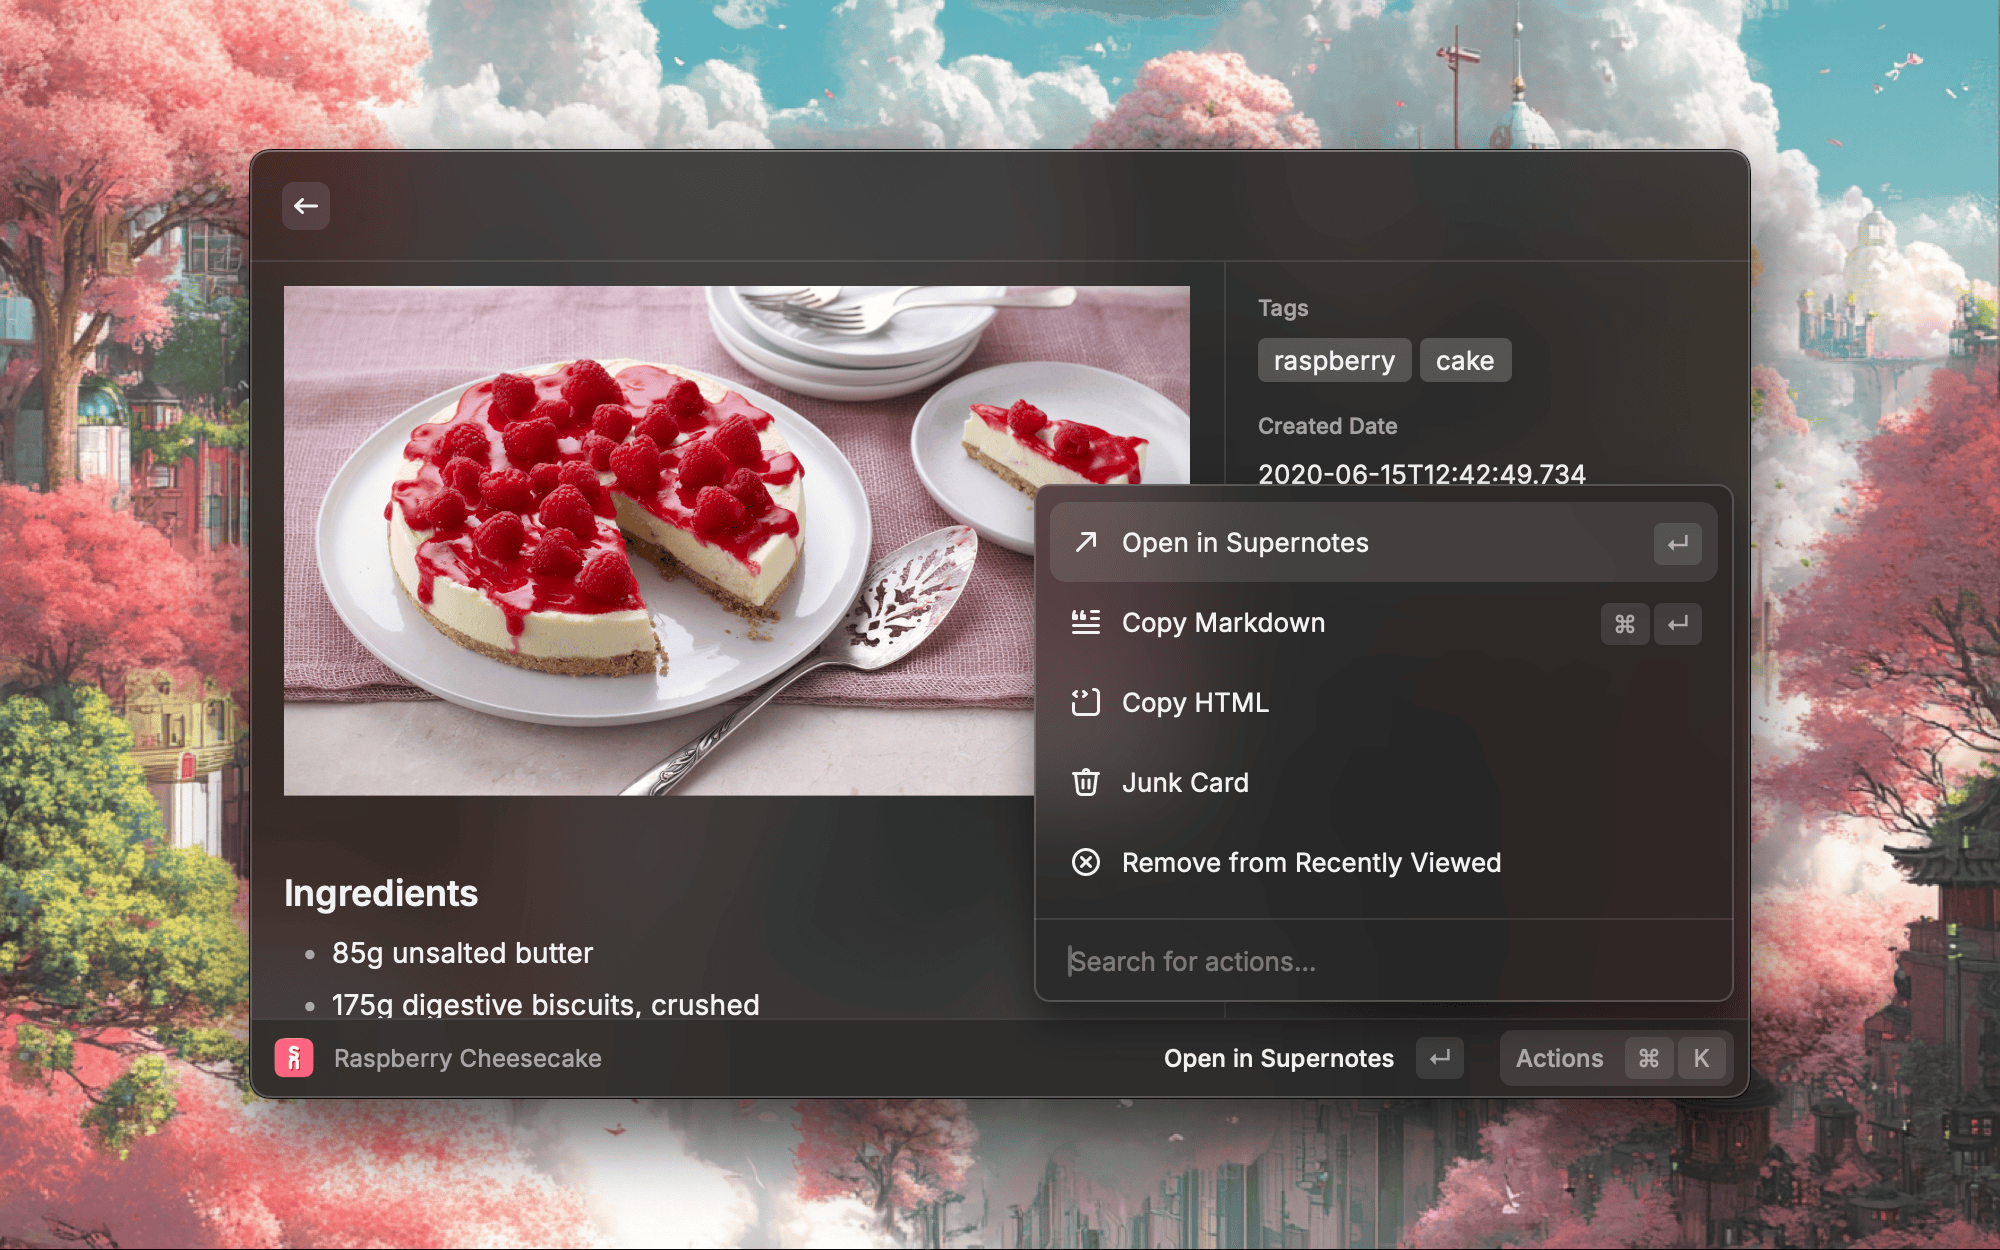 Tags
raspberry cake
Created Date
2020-06-15T12:42:49.734
Open in Supernotes
Copy Markdown ⌘
Copy HTML
Junk Card
Remove from Recently Viewed
Search for actions...
Ingredients
• 85g unsalted butter
• 175g digestive biscuits, crushed
Raspberry Cheesecake
Open in Supernotes
Actions ⌘ K